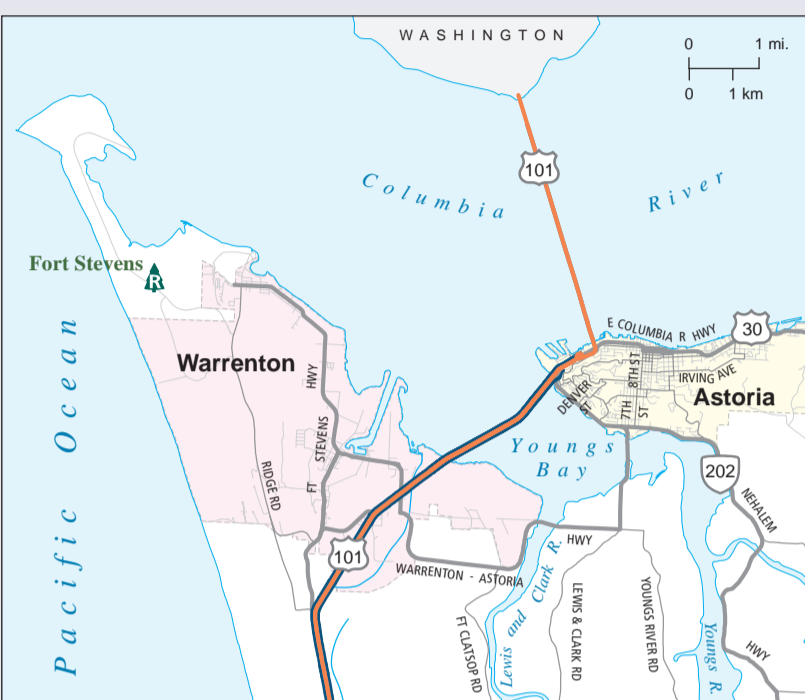 WASHINGTON
0 1 mi.
0 1 km
101
Columbia River
Fort Stevens
R
E COLUMBIA R HWY
30
Warrenton
HWY
8TH ST
IRVING AVE
Astoria
DENVER ST
7TH ST
Pacific Ocean
FT STEVENS
Youngs
Bay
RIDGE RD
202
NEHALEM
HWY
101
HWY
WARRENTON - ASTORIA
Lewis and Clark R.
FT CLATSOP RD
LEWIS & CLARK RD
YOUNGS RIVER RD
Youngs R.